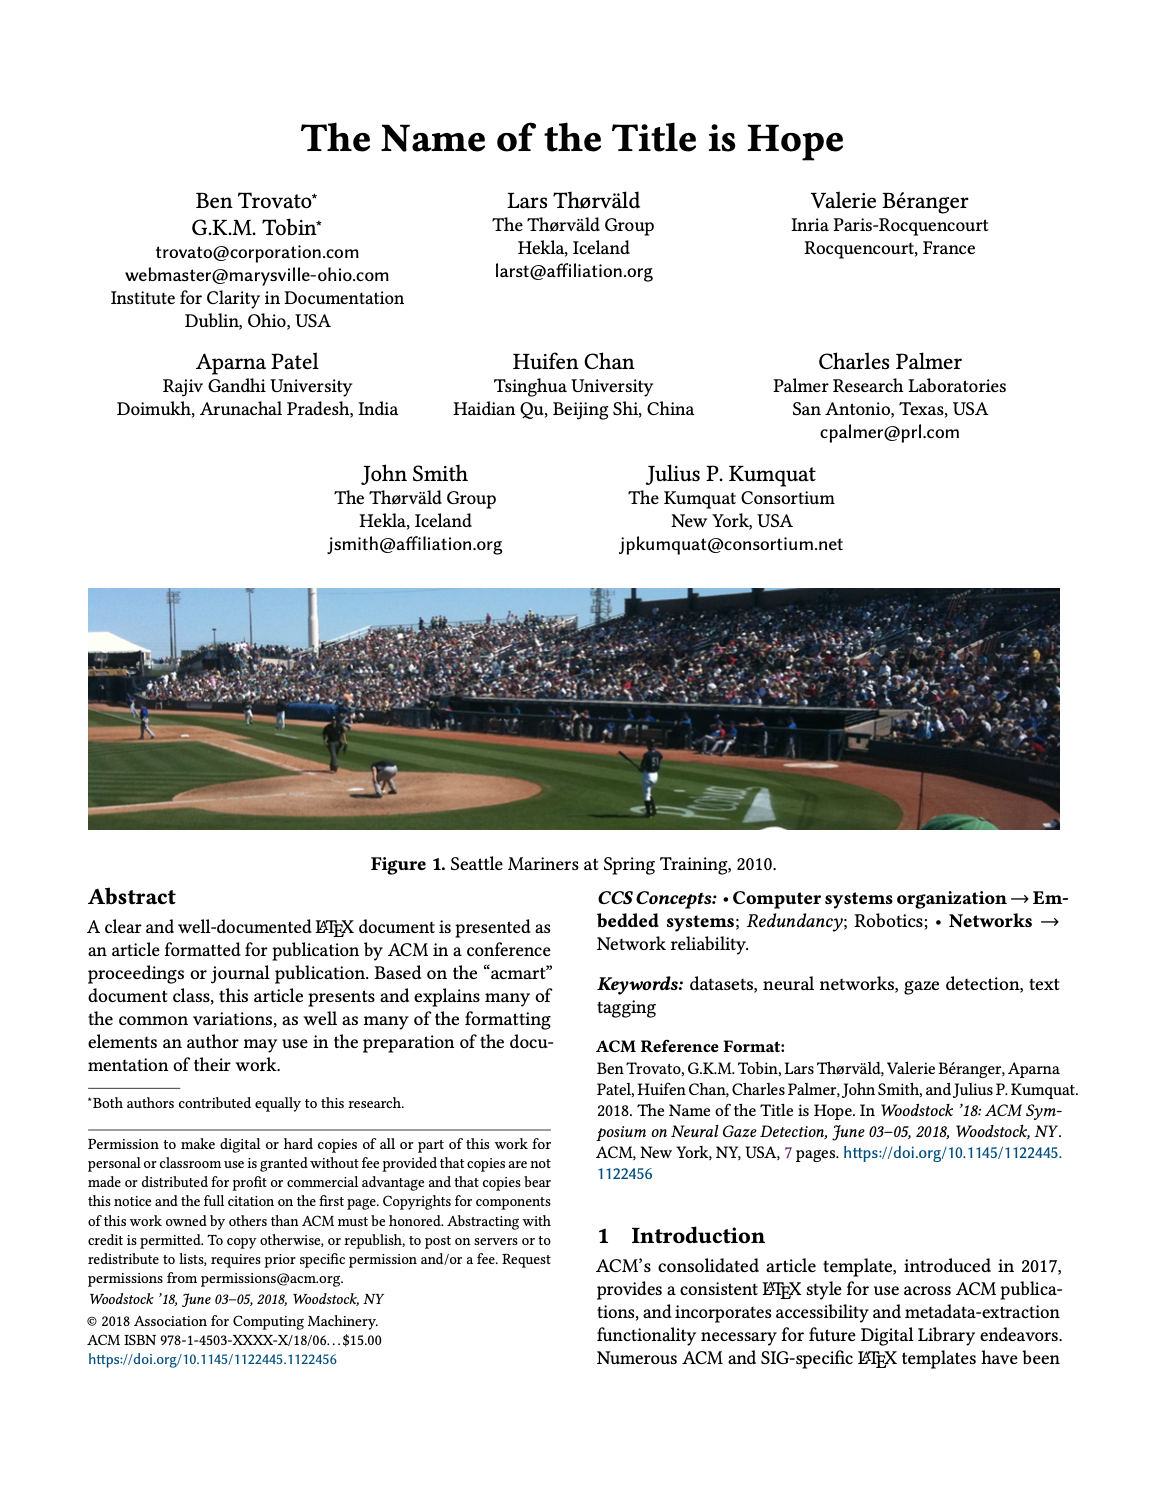 The Name of the Title is Hope
Ben Trovato*
G.K.M. Tobin*
trovato@corporation.com
webmaster@marysville-ohio.com
Institute for Clarity in Documentation
Dublin, Ohio, USA
Lars Thørväld
The Thørväld Group
Hekla, Iceland
larst@affiliation.org
Valerie Béranger
Inria Paris-Rocquencourt
Rocquencourt, France
Aparna Patel
Rajiv Gandhi University
Doimukh, Arunachal Pradesh, India
Huifen Chan
Tsinghua University
Haidian Qu, Beijing Shi, China
Charles Palmer
Palmer Research Laboratories
San Antonio, Texas, USA
cpalmer@prl.com
John Smith
The Thørväld Group
Hekla, Iceland
jsmith@affiliation.org
Julius P. Kumquat
The Kumquat Consortium
New York, USA
jpkumquat@consortium.net
Figure 1. Seattle Mariners at Spring Training, 2010.
Abstract
A clear and well-documented LATEX document is presented as
an article formatted for publication by ACM in a conference
proceedings or journal publication. Based on the “acmart”
document class, this article presents and explains many of
the common variations, as well as many of the formatting
elements an author may use in the preparation of the docu-
mentation of their work.
*Both authors contributed equally to this research.
Permission to make digital or hard copies of all or part of this work for
personal or classroom use is granted without fee provided that copies are not
made or distributed for profit or commercial advantage and that copies bear
this notice and the full citation on the first page. Copyrights for components
of this work owned by others than ACM must be honored. Abstracting with
credit is permitted. To copy otherwise, or republish, to post on servers or to
redistribute to lists, requires prior specific permission and/or a fee. Request
permissions from permissions@acm.org.
Woodstock ’18, June 03–05, 2018, Woodstock, NY
© 2018 Association for Computing Machinery.
ACM ISBN 978-1-4503-XXXX-X/18/06...$15.00
https://doi.org/10.1145/1122445.1122456
CCS Concepts: • Computer systems organization → Em-
bedded systems; Redundancy; Robotics; • Networks →
Network reliability.
Keywords: datasets, neural networks, gaze detection, text
tagging
ACM Reference Format:
Ben Trovato, G.K.M. Tobin, Lars Thørväld, Valerie Béranger, Aparna
Patel, Huifen Chan, Charles Palmer, John Smith, and Julius P. Kumquat.
2018. The Name of the Title is Hope. In Woodstock ’18: ACM Sym-
posium on Neural Gaze Detection, June 03–05, 2018, Woodstock, NY.
ACM, New York, NY, USA, 7 pages. https://doi.org/10.1145/1122445.
1122456
1 Introduction
ACM’s consolidated article template, introduced in 2017,
provides a consistent LATEX style for use across ACM publica-
tions, and incorporates accessibility and metadata-extraction
functionality necessary for future Digital Library endeavors.
Numerous ACM and SIG-specific LATEX templates have been